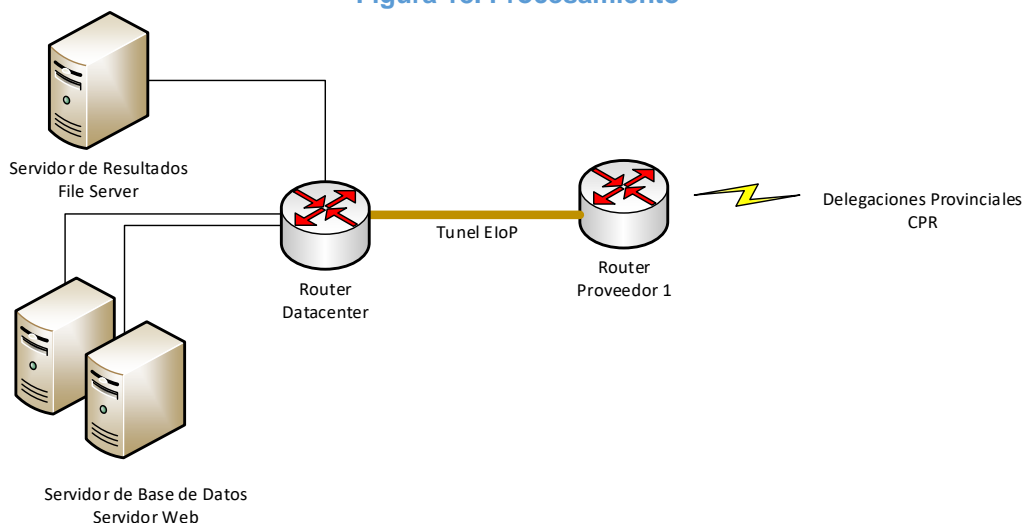 Servidor de Resultados
File Server
Tunel EIoP
Router
Datacenter
Router
Proveedor 1
Delegaciones Provinciales
CPR
Servidor de Base de Datos
Servidor Web